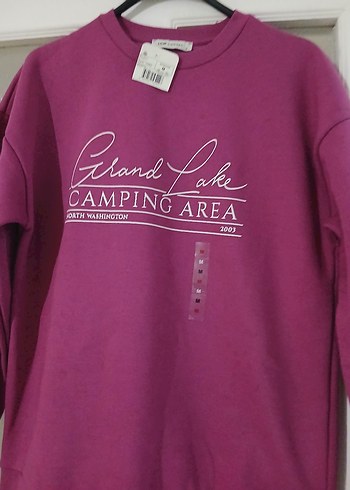 Grand Lake
CAMPING AREA
NORTH WASHINGTON
2003